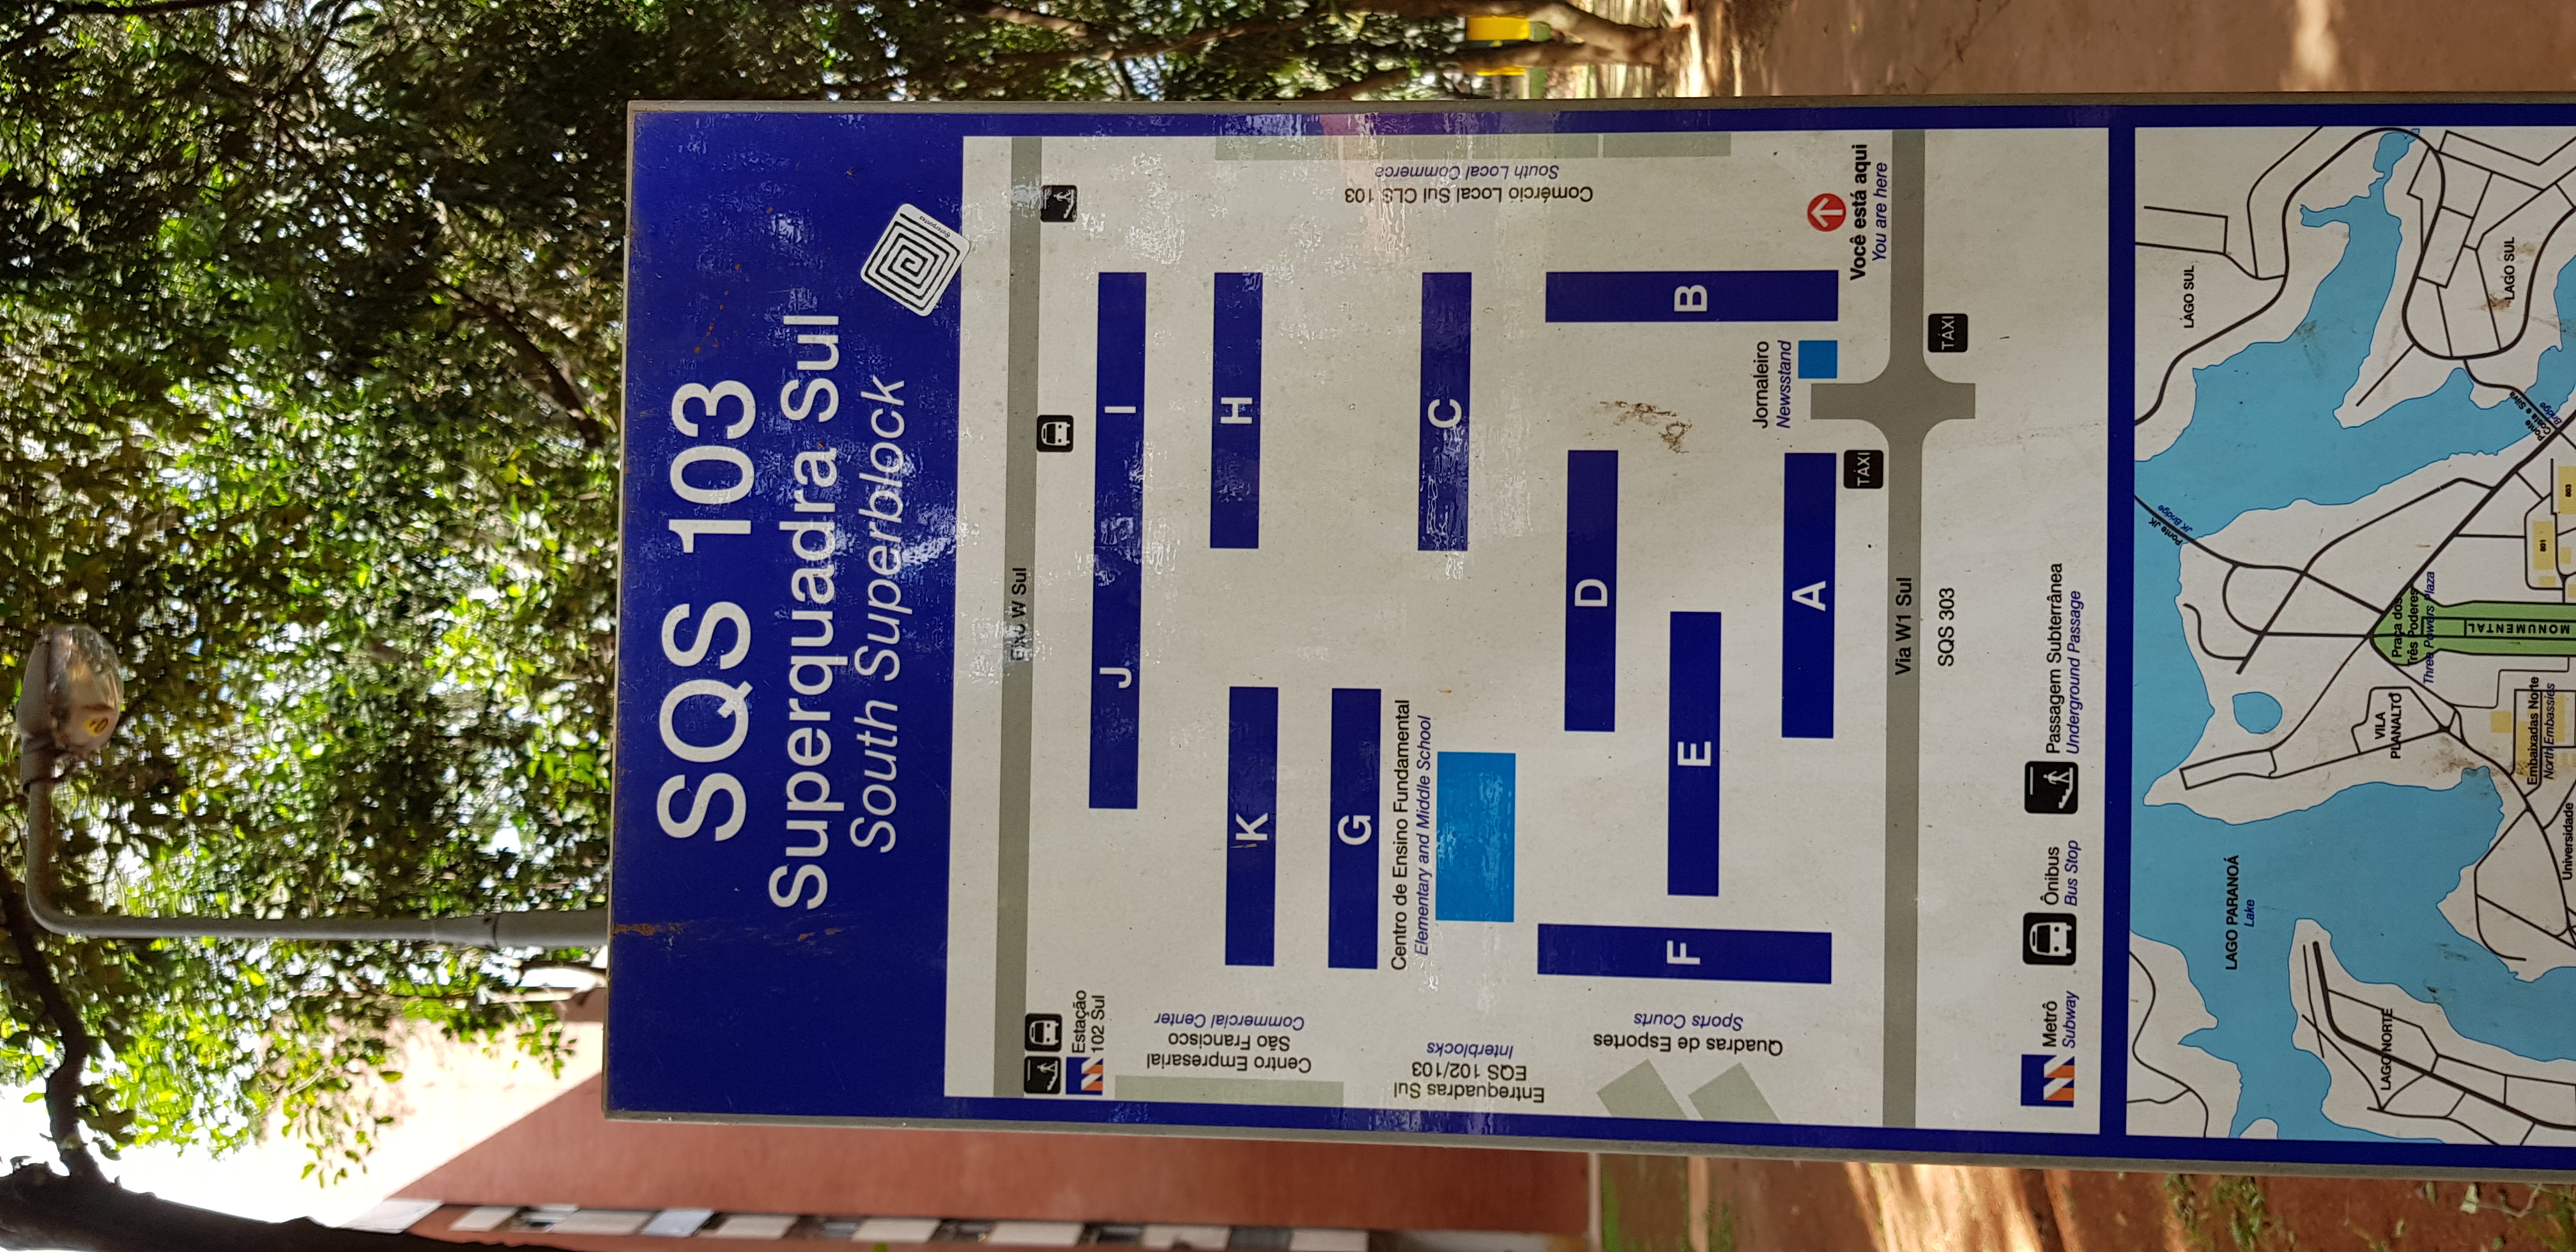 SQS 103
Superquadra Sul
South Superblock
Eixo W Sul
Estação
102 Sul
J
I
K
H
G
C
Centro Empresarial
São Francisco
Commercial Center
Centro de Ensino Fundamental
Elementary and Middle School
Entrequadras Sul
EQS 102/103
Interblocks
Comércio Local Sul CLS 103
South Local Commerce
D
F
E
B
Quadras de Esportes
Sports Courts
Jornaleiro
Newsstand
A
TÁXI
Você está aqui
You are here
Via W1 Sul
SQS 303
TÁXI
Metrô
Subway
Ônibus
Bus Stop
Passagem Subterrânea
Underground Passage
Ponte JK
JK Bridge
LAGO SUL
LAGO PARANOÁ
Lake
LAGO NORTE
VILA
PLANALTO
Praça dos
Três Poderes
Three Powers Plaza
MONUMENTAL
LAGO SUL
Ponte
Costa e Silva
Bridge
Embaixadas Norte
North Embassies
801
803
Universidade